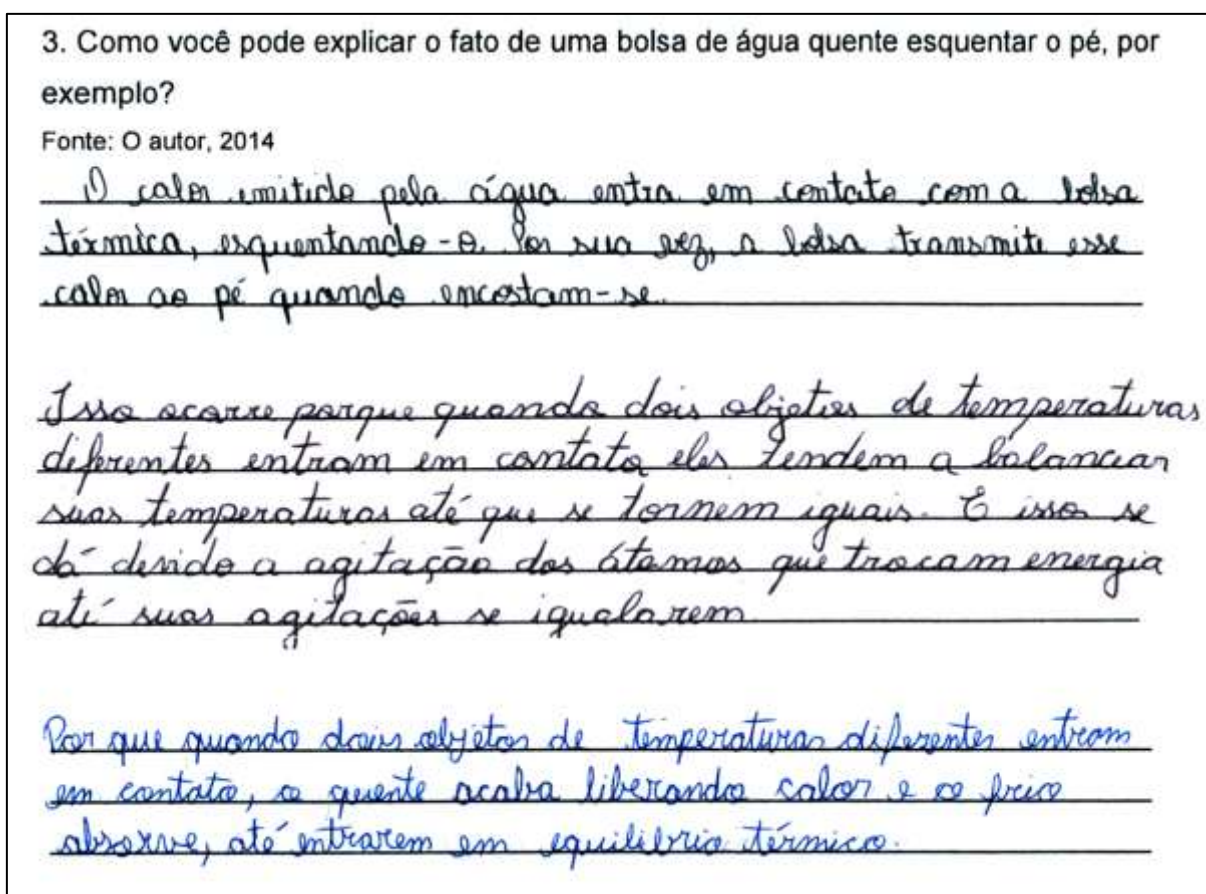 3. Como você pode explicar o fato de uma bolsa de água quente esquentar o pé, por
exemplo?
Fonte: O autor, 2014
O calor emitido pela água entra em contato com a bolsa
térmica, esquentando-a. Por sua vez, a bolsa transmite esse
calor ao pé quando encostam-se.
Isso ocorre porque quando dois objetos de temperaturas
diferentes entram em contato eles tendem a balancear
suas temperaturas até que se tornem iguais. E isso se
dá devido a agitação dos átomos que trocam energia
até suas agitações se igualarem
Por que quando dois objetos de temperaturas diferentes entram
em contato, o quente acaba liberando calor e o frio
absorve, até entrarem em equilibrio térmico.